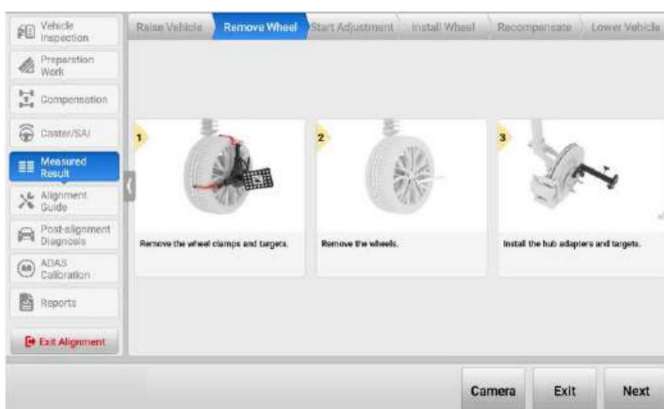 Vehicle
Inspection
Raise Vehicle
Remove Wheel
Start Adjustment
Install Wheel
Recompensate
Lower Vehicle
Preparation
Work
Compensation
Caster/SAI
Measured
Result
Alignment
Guide
Post-alignment
Diagnosis
ADAS
Calibration
Reports
Exit Alignment
1
Remove the wheel clamps and targets.
2
Remove the wheels.
3
Install the hub adapters and targets.
Camera
Exit
Next